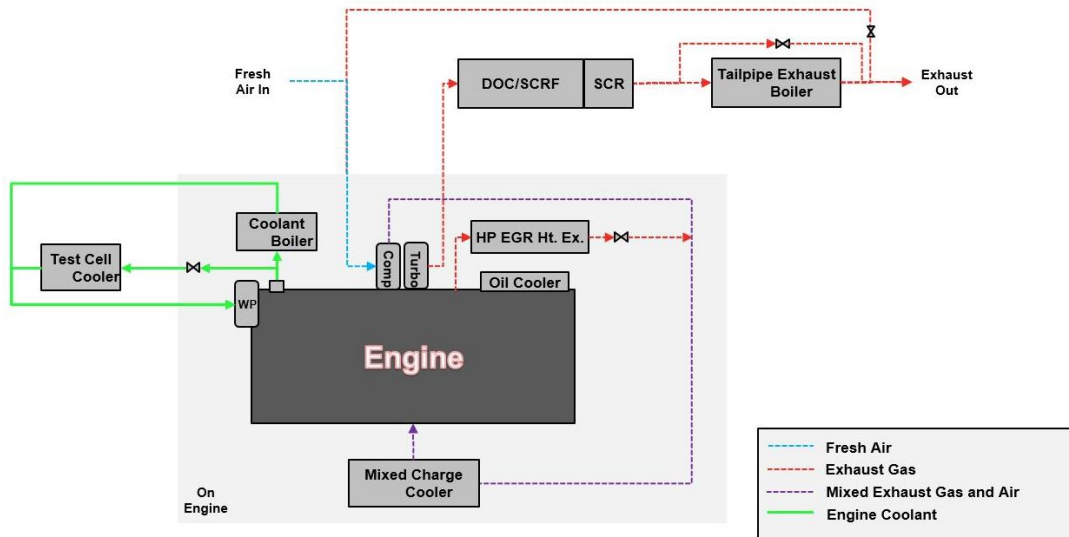 Fresh
Air In
DOC/SCRF
SCR
Tailpipe Exhaust
Boiler
Exhaust
Out
Coolant
Boiler
Test Cell
Cooler
Comp
Turbo
HP EGR Ht. Ex.
Oil Cooler
WP
Engine
Mixed Charge
Cooler
On
Engine
Fresh Air
Exhaust Gas
Mixed Exhaust Gas and Air
Engine Coolant